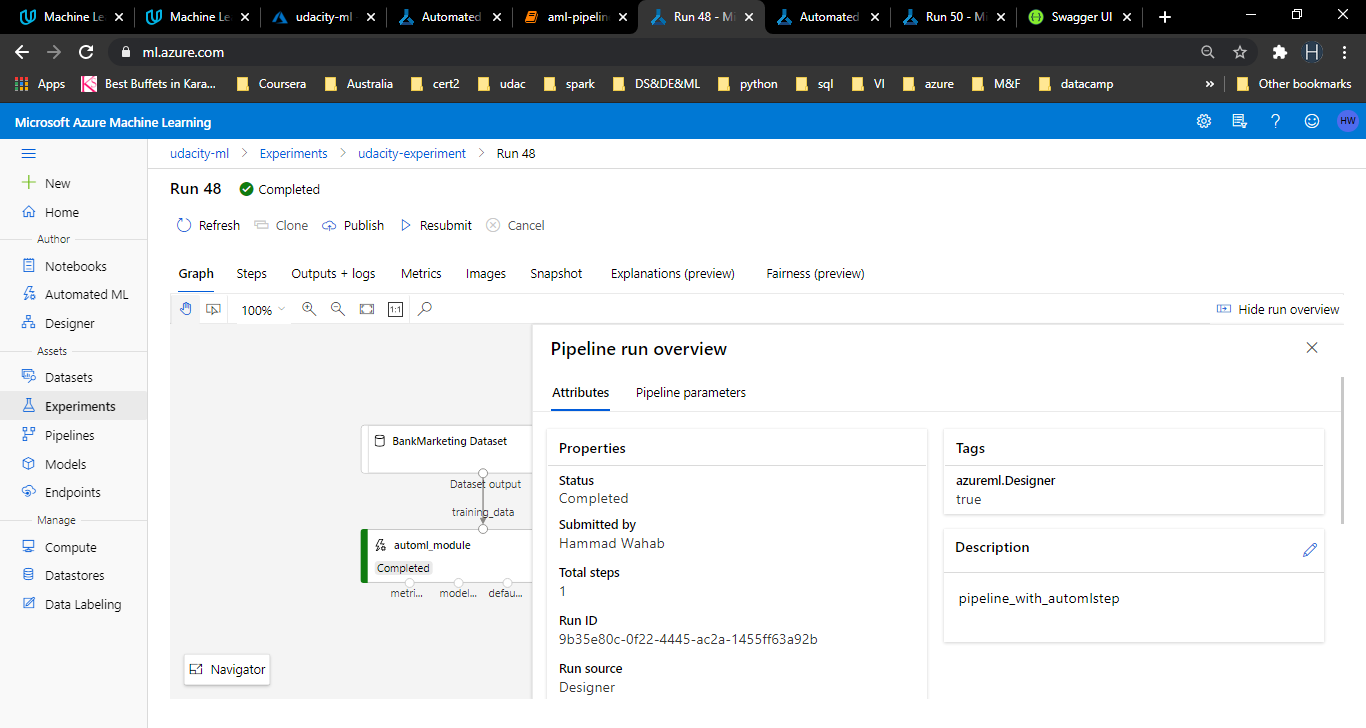 Machine Le
Machine Le
udacity-ml
Automated
aml-pipelin
Run 48 - Mi
Automated
Run 50 - Mi
Swagger UI
ml.azure.com
H
Apps
Best Buffets in Kara...
Coursera
Australia
cert2
udac
spark
DS&DE&ML
python
sql
VI
azure
M&F
datacamp
»
Other bookmarks
Microsoft Azure Machine Learning
HW
udacity-ml > Experiments > udacity-experiment > Run 48
New
Home
Author
Notebooks
Automated ML
Designer
Assets
Datasets
Experiments
Pipelines
Models
Endpoints
Manage
Compute
Datastores
Data Labeling
Run 48 Completed
Refresh Clone Publish Resubmit Cancel
Graph Steps Outputs + logs Metrics Images Snapshot Explanations (preview) Fairness (preview)
100% 1:1 Hide run overview
BankMarketing Dataset
Dataset output
training_data
automl_module
Completed
metri... model... defau...
Navigator
Pipeline run overview
Attributes Pipeline parameters
Properties
Status
Completed
Submitted by
Hammad Wahab
Total steps
1
Run ID
9b35e80c-0f22-4445-ac2a-1455ff63a92b
Run source
Designer
Tags
azureml.Designer
true
Description
pipeline_with_automlstep